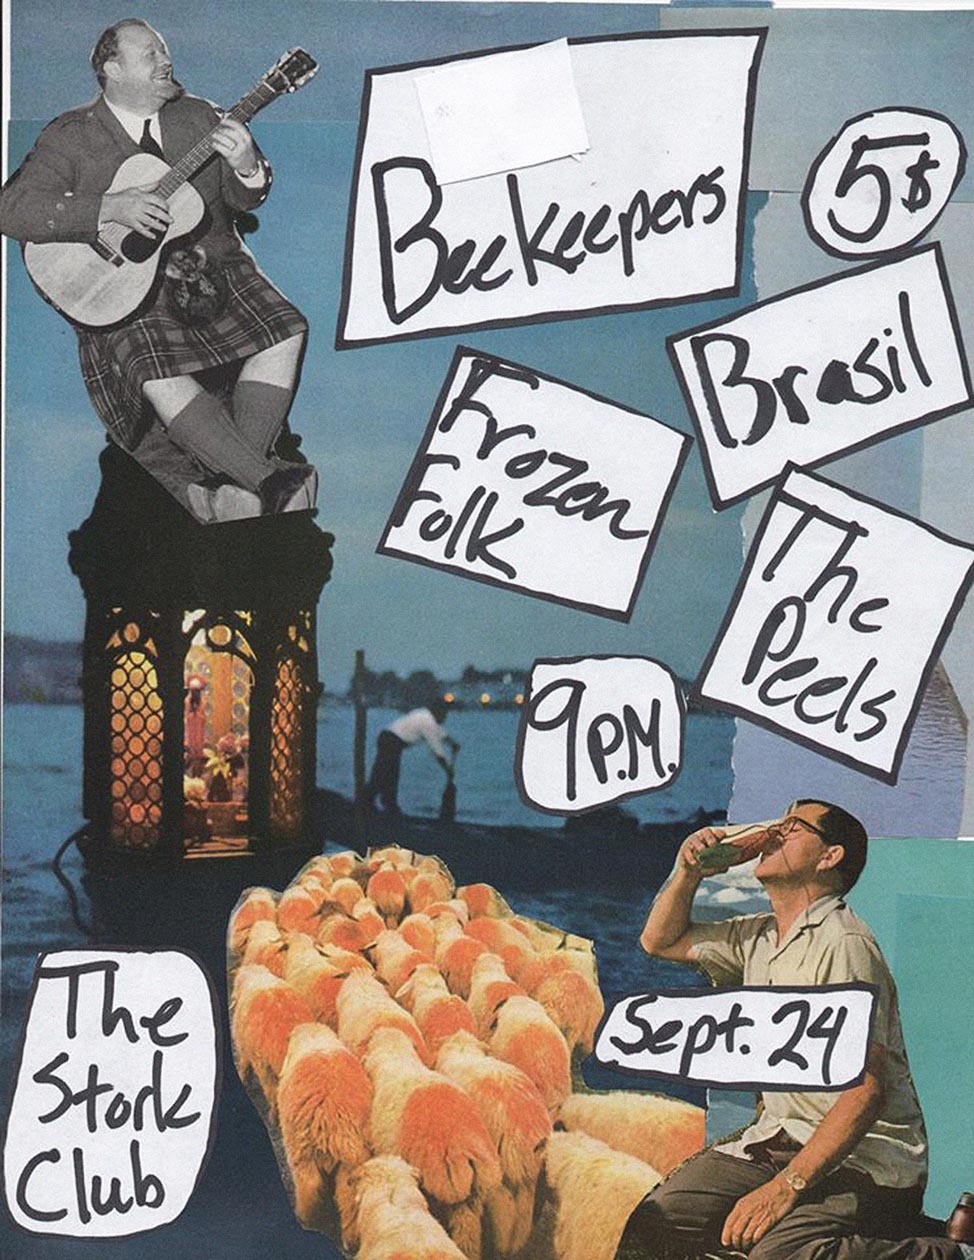 Beekeepers
5$
Brasil
Frozen
Folk
The
Peels
9 P.M.
Sept. 24
The
Stork
Club